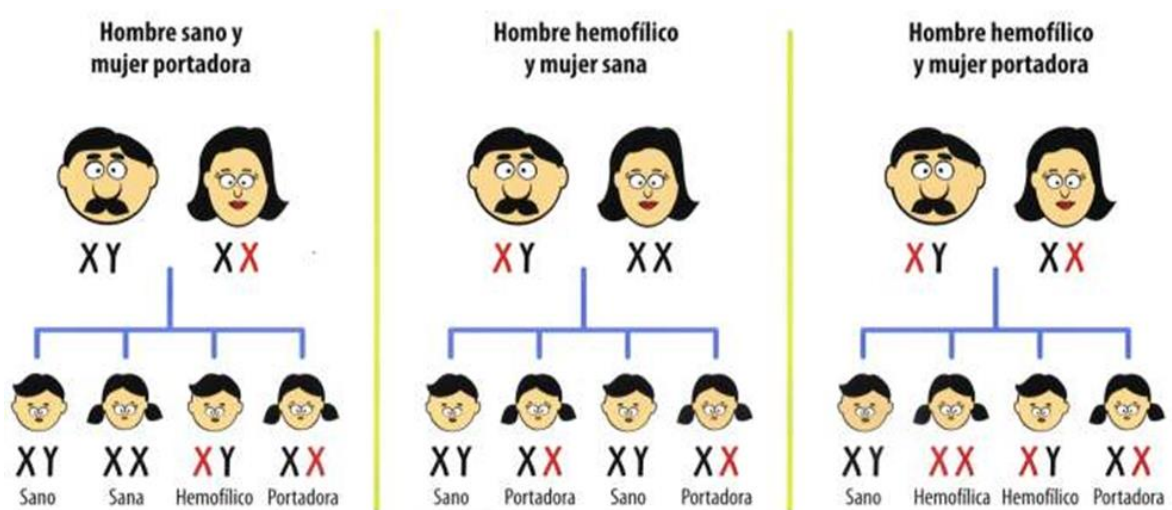 Hombre sano y
mujer portadora
XY
XX
XY
XX
XY
XX
Sano
Sana
Hemofílico
Portadora
Hombre hemofílico
y mujer sana
XY
XX
XY
XX
XY
XX
Sano
Portadora
Sano
Portadora
Hombre hemofílico
y mujer portadora
XY
XX
XY
XX
XY
XX
Sano
Hemofílica
Hemofílico
Portadora